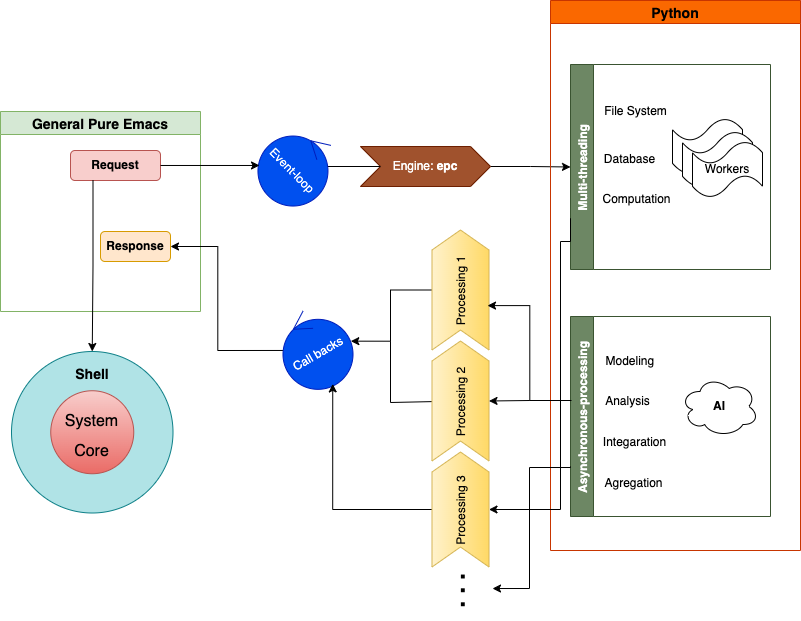 Python
General Pure Emacs
Request
Response
Event-loop
Engine: epc
Multi-threading
File System
Database
Computation
Workers
Processing 1
Processing 2
Processing 3
Call backs
Shell
System
Core
Asynchronous-processing
Modeling
Analysis
Integaration
Agregation
AI